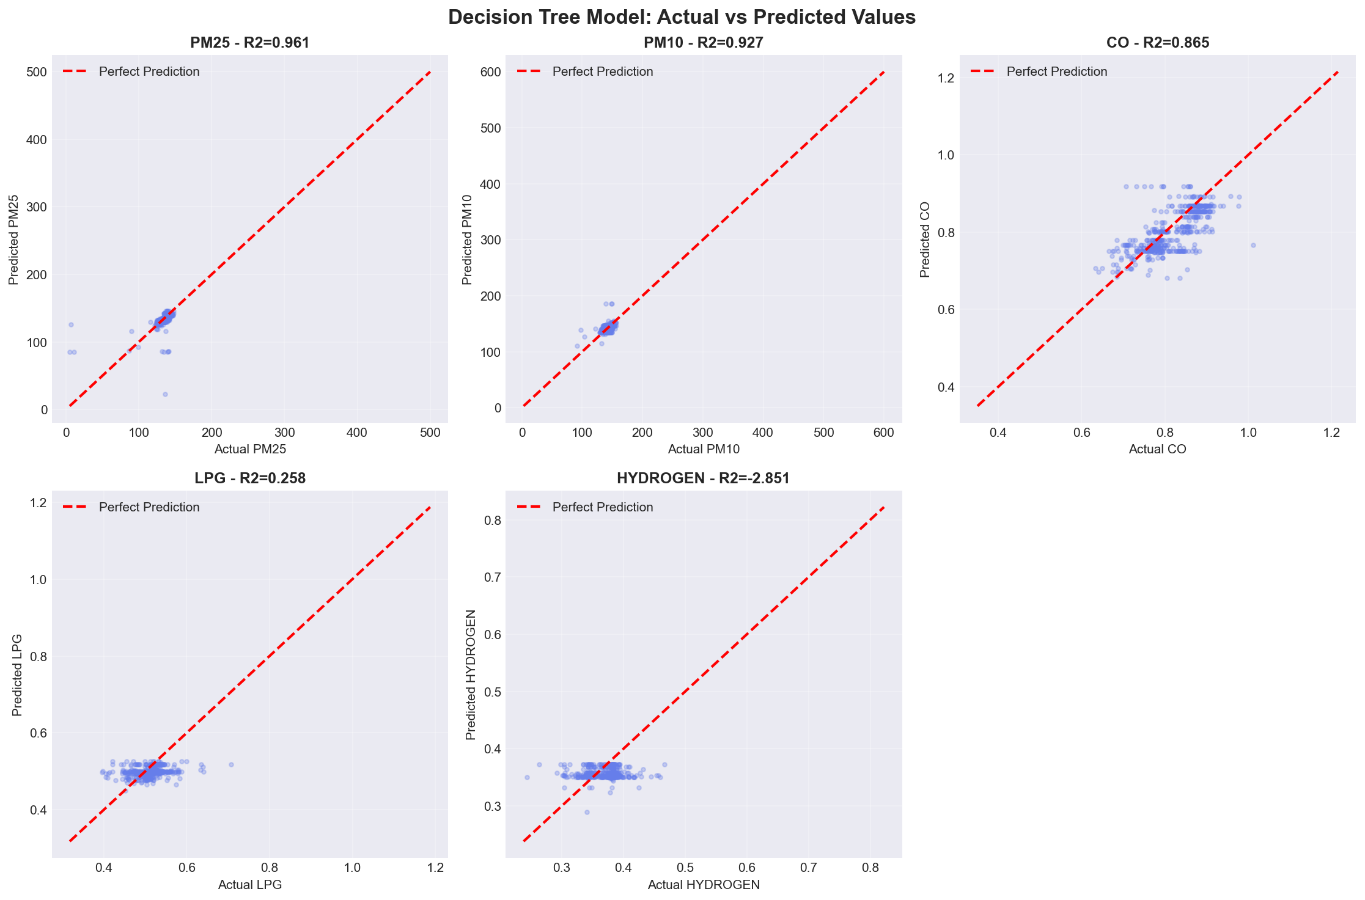 Decision Tree Model: Actual vs Predicted Values
PM25 - R2=0.961
Perfect Prediction
500
400
300
200
100
0
Predicted PM25
0 100 200 300 400 500
Actual PM25
PM10 - R2=0.927
Perfect Prediction
600
500
400
300
200
100
0
Predicted PM10
0 100 200 300 400 500 600
Actual PM10
CO - R2=0.865
Perfect Prediction
1.2
1.0
0.8
0.6
0.4
Predicted CO
0.4 0.6 0.8 1.0 1.2
Actual CO
LPG - R2=0.258
Perfect Prediction
1.2
1.0
0.8
0.6
0.4
Predicted LPG
0.4 0.6 0.8 1.0 1.2
Actual LPG
HYDROGEN - R2=-2.851
Perfect Prediction
0.8
0.7
0.6
0.5
0.4
0.3
Predicted HYDROGEN
0.3 0.4 0.5 0.6 0.7 0.8
Actual HYDROGEN